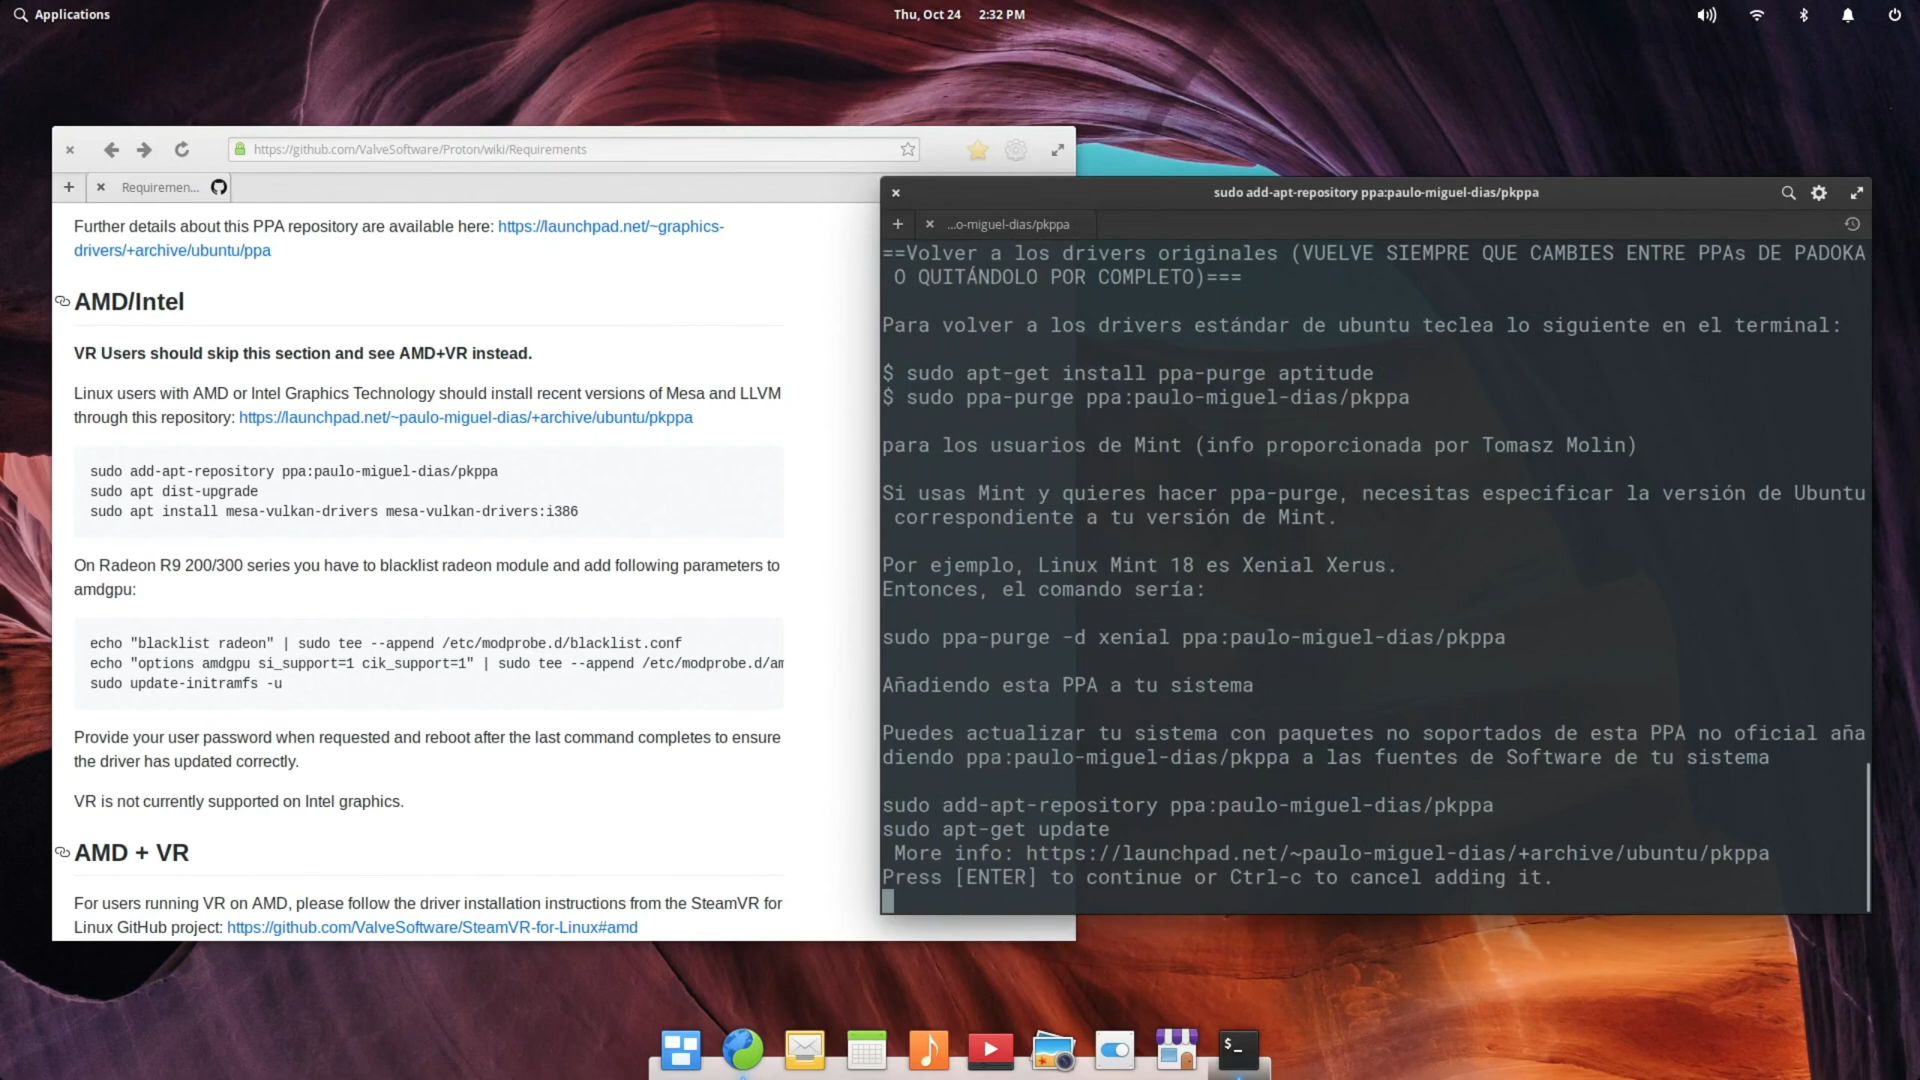 Applications
Thu, Oct 24 2:32 PM
https://github.com/ValveSoftware/Proton/wiki/Requirements
Requiremen...
Further details about this PPA repository are available here: https://launchpad.net/~graphics-
drivers/+archive/ubuntu/ppa
AMD/Intel
VR Users should skip this section and see AMD+VR instead.
Linux users with AMD or Intel Graphics Technology should install recent versions of Mesa and LLVM
through this repository: https://launchpad.net/~paulo-miguel-dias/+archive/ubuntu/pkppa
sudo add-apt-repository ppa:paulo-miguel-dias/pkppa
sudo apt dist-upgrade
sudo apt install mesa-vulkan-drivers mesa-vulkan-drivers:i386
On Radeon R9 200/300 series you have to blacklist radeon module and add following parameters to
amdgpu:
echo "blacklist radeon" | sudo tee --append /etc/modprobe.d/blacklist.conf
echo "options amdgpu si_support=1 cik_support=1" | sudo tee --append /etc/modprobe.d/am
sudo update-initramfs -u
Provide your user password when requested and reboot after the last command completes to ensure
the driver has updated correctly.
VR is not currently supported on Intel graphics.
AMD + VR
For users running VR on AMD, please follow the driver installation instructions from the SteamVR for
Linux GitHub project: https://github.com/ValveSoftware/SteamVR-for-Linux#amd
sudo add-apt-repository ppa:paulo-miguel-dias/pkppa
...o-miguel-dias/pkppa
==Volver a los drivers originales (VUELVE SIEMPRE QUE CAMBIES ENTRE PPAs DE PADOKA
O QUITÁNDOLO POR COMPLETO)===
Para volver a los drivers estándar de ubuntu teclea lo siguiente en el terminal:
$ sudo apt-get install ppa-purge aptitude
$ sudo ppa-purge ppa:paulo-miguel-dias/pkppa
para los usuarios de Mint (info proporcionada por Tomasz Molin)
Si usas Mint y quieres hacer ppa-purge, necesitas especificar la versión de Ubuntu
correspondiente a tu versión de Mint.
Por ejemplo, Linux Mint 18 es Xenial Xerus.
Entonces, el comando sería:
sudo ppa-purge -d xenial ppa:paulo-miguel-dias/pkppa
Añadiendo esta PPA a tu sistema
Puedes actualizar tu sistema con paquetes no soportados de esta PPA no oficial aña
diendo ppa:paulo-miguel-dias/pkppa a las fuentes de Software de tu sistema
sudo add-apt-repository ppa:paulo-miguel-dias/pkppa
sudo apt-get update
More info: https://launchpad.net/~paulo-miguel-dias/+archive/ubuntu/pkppa
Press [ENTER] to continue or Ctrl-c to cancel adding it.
$ _